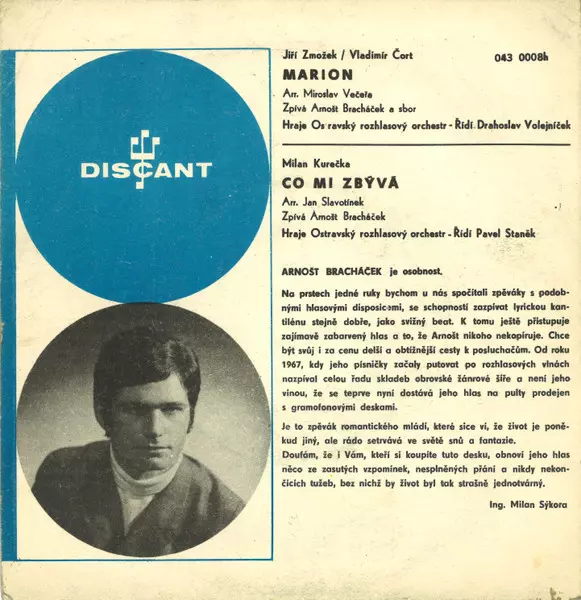 Jiří Zmožek / Vladimír Čort 043 0008h
MARION
Arr. Miroslav Večeřa
Zpívá Arnošt Bracháček a sbor
Hraje Os ravský rozhlasový orchestr - Řídí Drahoslav Volejníček
DISCANT
Milan Kurečka
CO MI ZBÝVÁ
Arr. Jan Slavotínek
Zpívá Arnošt Bracháček
Hraje Ostravský rozhlasový orchestr - Řídí Pavel Staněk
ARNOŠT BRACHÁČEK je osobnost.
Na prstech jedné ruky bychom u nás spočítali zpěváky s podob-
nými hlasovými disposicemi, se schopností zazpívat lyrickou kan-
tilénu stejně dobře, jako svižný beat. K tomu ještě přistupuje
zajímavě zabarvený hlas a to, že Arnošt nikoho nekopíruje. Chce
být svůj i za cenu delší a obtížnější cesty k posluchačům. Od roku
1967, kdy jeho písničky začaly putovat po rozhlasových vlnách
nazpíval celou řadu skladeb obrovské žánrové šíře a není jeho
vinou, že se teprve nyní dostává jeho hlas na pulty prodejen
s gramofonovými deskami.
Je to zpěvák romantického mládí, které sice ví, že život je poně-
kud jiný, ale rádo setrvává ve světě snů a fantazie.
Doufám, že i Vám, kteří si koupíte tuto desku, obnoví jeho hlas
něco ze zasutých vzpomínek, nesplněných přání a nikdy nekon-
čících tužeb, bez nichž by život byl tak strašně jednotvárný.
Ing. Milan Sýkora